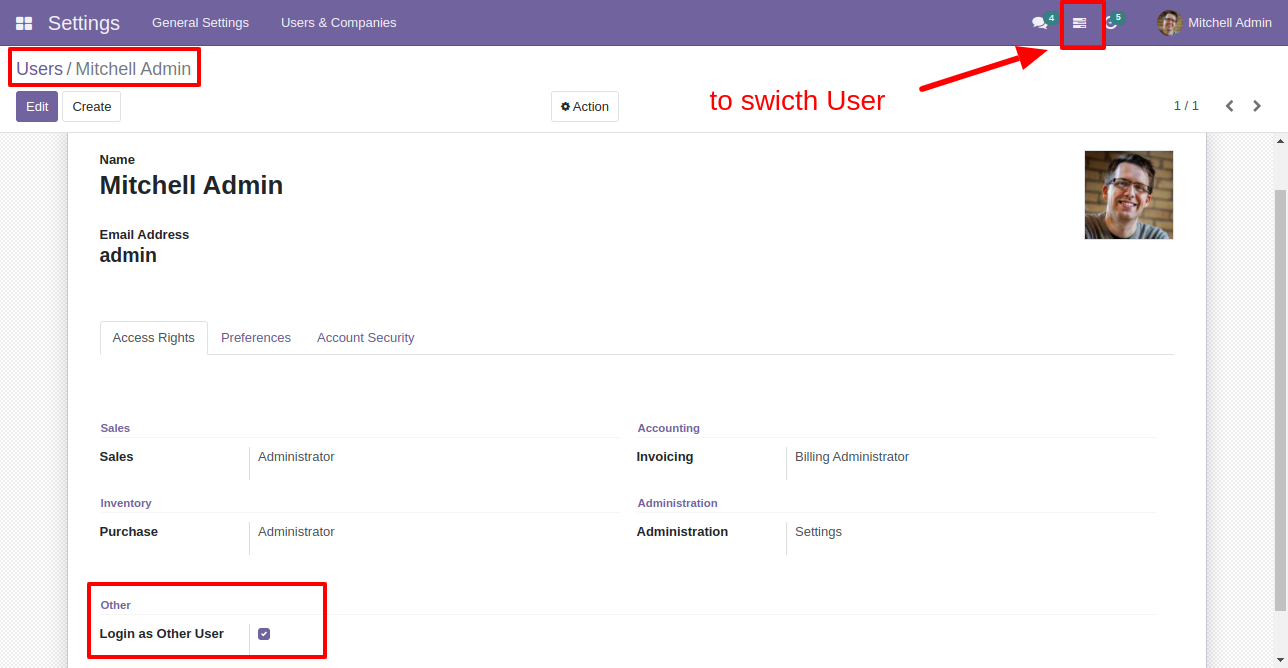 Settings General Settings Users & Companies 4 5 Mitchell Admin
Users / Mitchell Admin
Edit Create Action to swicth User 1 / 1
Name
Mitchell Admin
Email Address
admin
Access Rights Preferences Account Security
Sales Accounting
Sales Administrator Invoicing Billing Administrator
Inventory Administration
Purchase Administrator Administration Settings
Other
Login as Other User